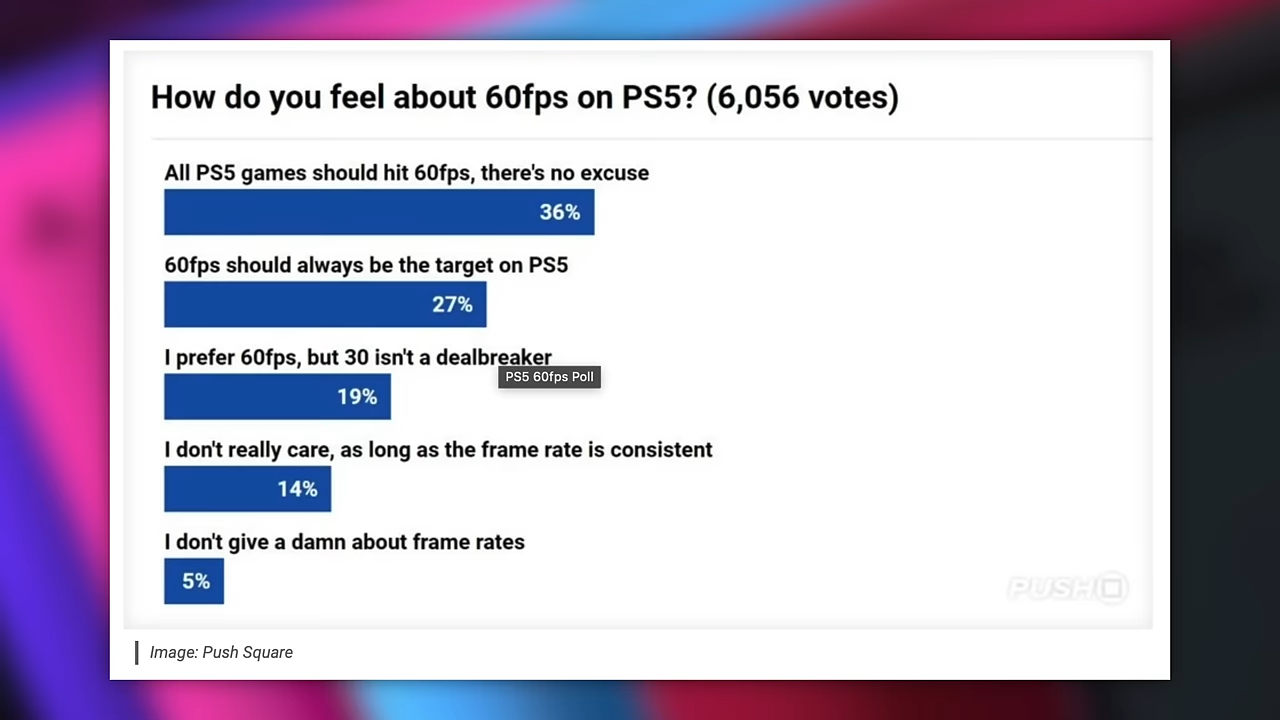 How do you feel about 60fps on PS5? (6,056 votes)
All PS5 games should hit 60fps, there's no excuse
36%
60fps should always be the target on PS5
27%
I prefer 60fps, but 30 isn't a dealbreaker
PS5 60fps Poll
19%
I don't really care, as long as the frame rate is consistent
14%
I don't give a damn about frame rates
5%
PUSH
Image: Push Square